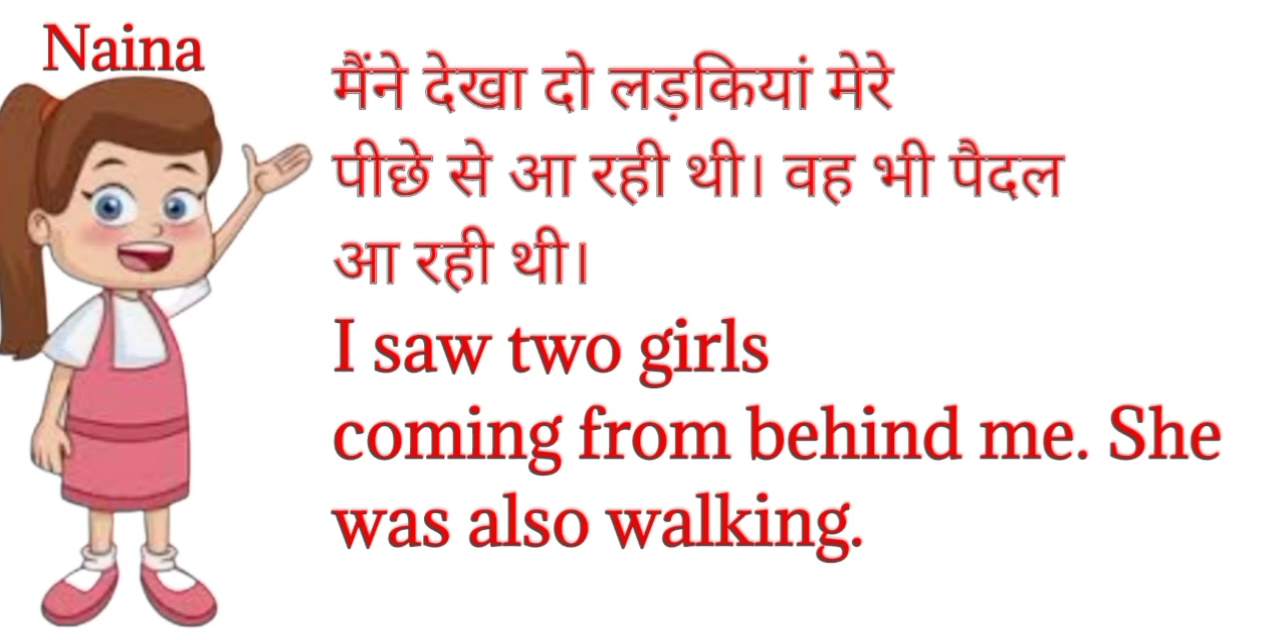 Naina
मैंने देखा दो लड़कियां मेरे
पीछे से आ रही थी। वह भी पैदल
आ रही थी।
I saw two girls
coming from behind me. She
was also walking.